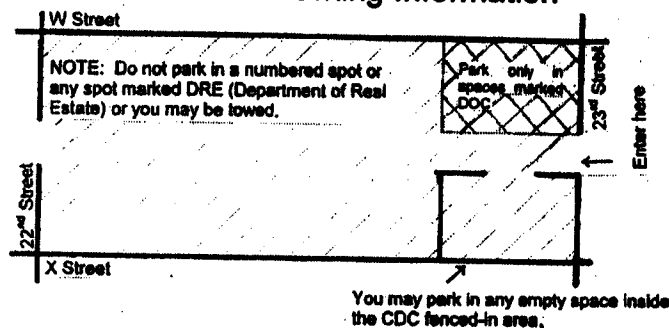 W Street
NOTE: Do not park in a numbered spot or
any spot marked DRE (Department of Real
Estate) or you may be towed.
Park only in
spaces marked
DOC
23rd Street
Enter here
22nd Street
X Street
You may park in any empty space inside
the CDC fenced-in area.